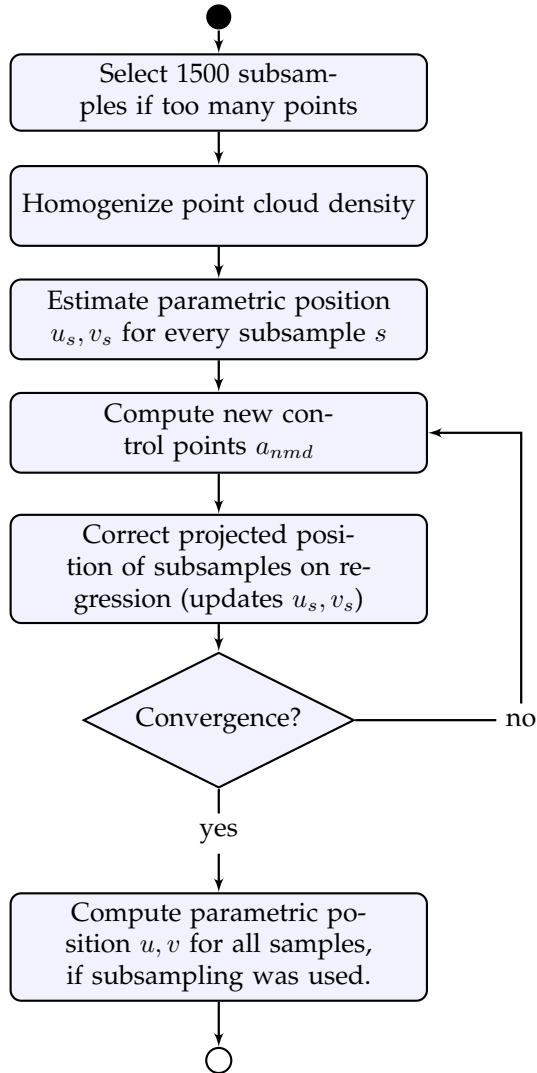 Select 1500 subsam-
ples if too many points
Homogenize point cloud density
Estimate parametric position
u_s, v_s for every subsample s
Compute new con-
trol points a_{nmd}
Correct projected posi-
tion of subsamples on re-
gression (updates u_s, v_s)
Convergence?
no
yes
Compute parametric po-
sition u, v for all samples,
if subsampling was used.